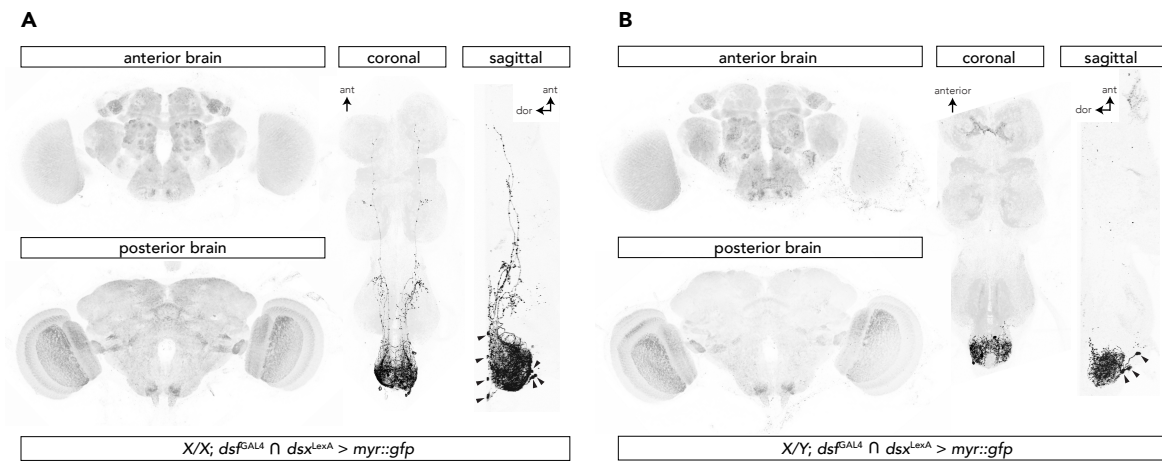 A
anterior brain
coronal
sagittal
ant
ant
dor
posterior brain
X/X; dsfGAL4 ∩ dsxLexA > myr::gfp
B
anterior brain
coronal
sagittal
anterior
ant
dor
posterior brain
X/Y; dsfGAL4 ∩ dsxLexA > myr::gfp